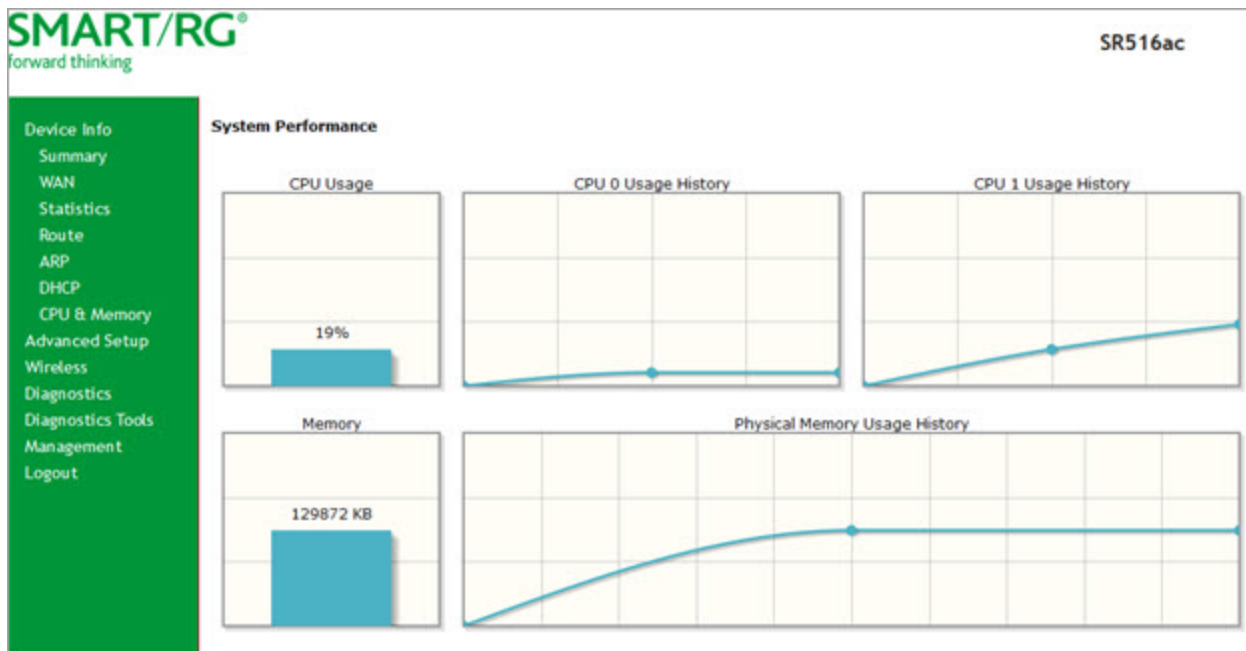 SMART/RG®
forward thinking
SR516ac
Device Info
Summary
WAN
Statistics
Route
ARP
DHCP
CPU & Memory
Advanced Setup
Wireless
Diagnostics
Diagnostics Tools
Management
Logout
System Performance
CPU Usage
19%
CPU 0 Usage History
CPU 1 Usage History
Memory
129872 KB
Physical Memory Usage History